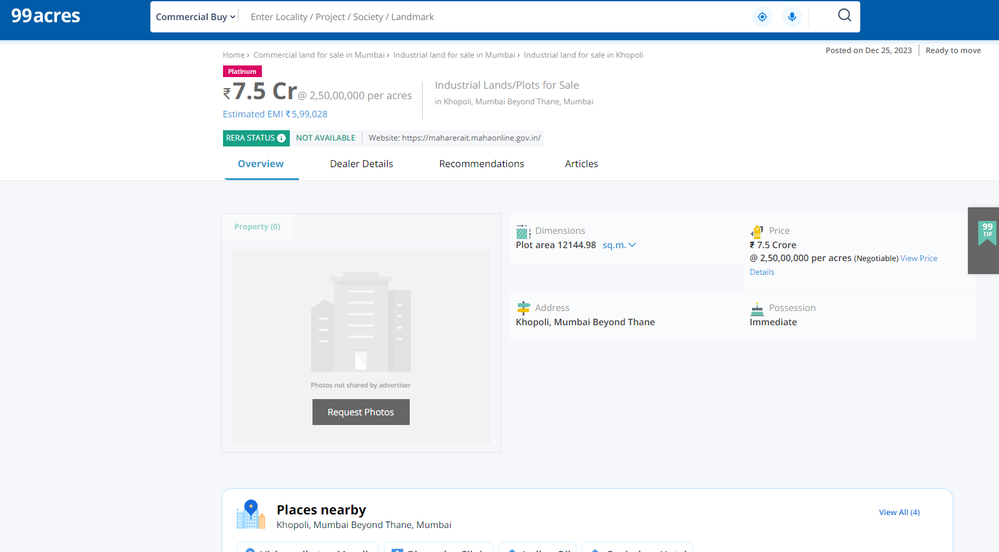 99acres
Commercial Buy
Enter Locality / Project / Society / Landmark
Home › Commercial land for sale in Mumbai › Industrial land for sale in Mumbai › Industrial land for sale in Khopoli
Posted on Dec 25, 2023 Ready to move
Platinum
₹7.5 Cr @ 2,50,00,000 per acres
Estimated EMI ₹5,99,028
Industrial Lands/Plots for Sale
in Khopoli, Mumbai Beyond Thane, Mumbai
RERA STATUS NOT AVAILABLE Website: https://maharerait.mahaonline.gov.in/
Overview Dealer Details Recommendations Articles
Property (0)
Photos not shared by advertiser
Request Photos
Dimensions
Plot area 12144.98 sq.m.
Price
₹ 7.5 Crore
@ 2,50,00,000 per acres (Negotiable) View Price
Details
Address
Khopoli, Mumbai Beyond Thane
Possession
Immediate
99
TIP
Places nearby
Khopoli, Mumbai Beyond Thane, Mumbai
View All (4)